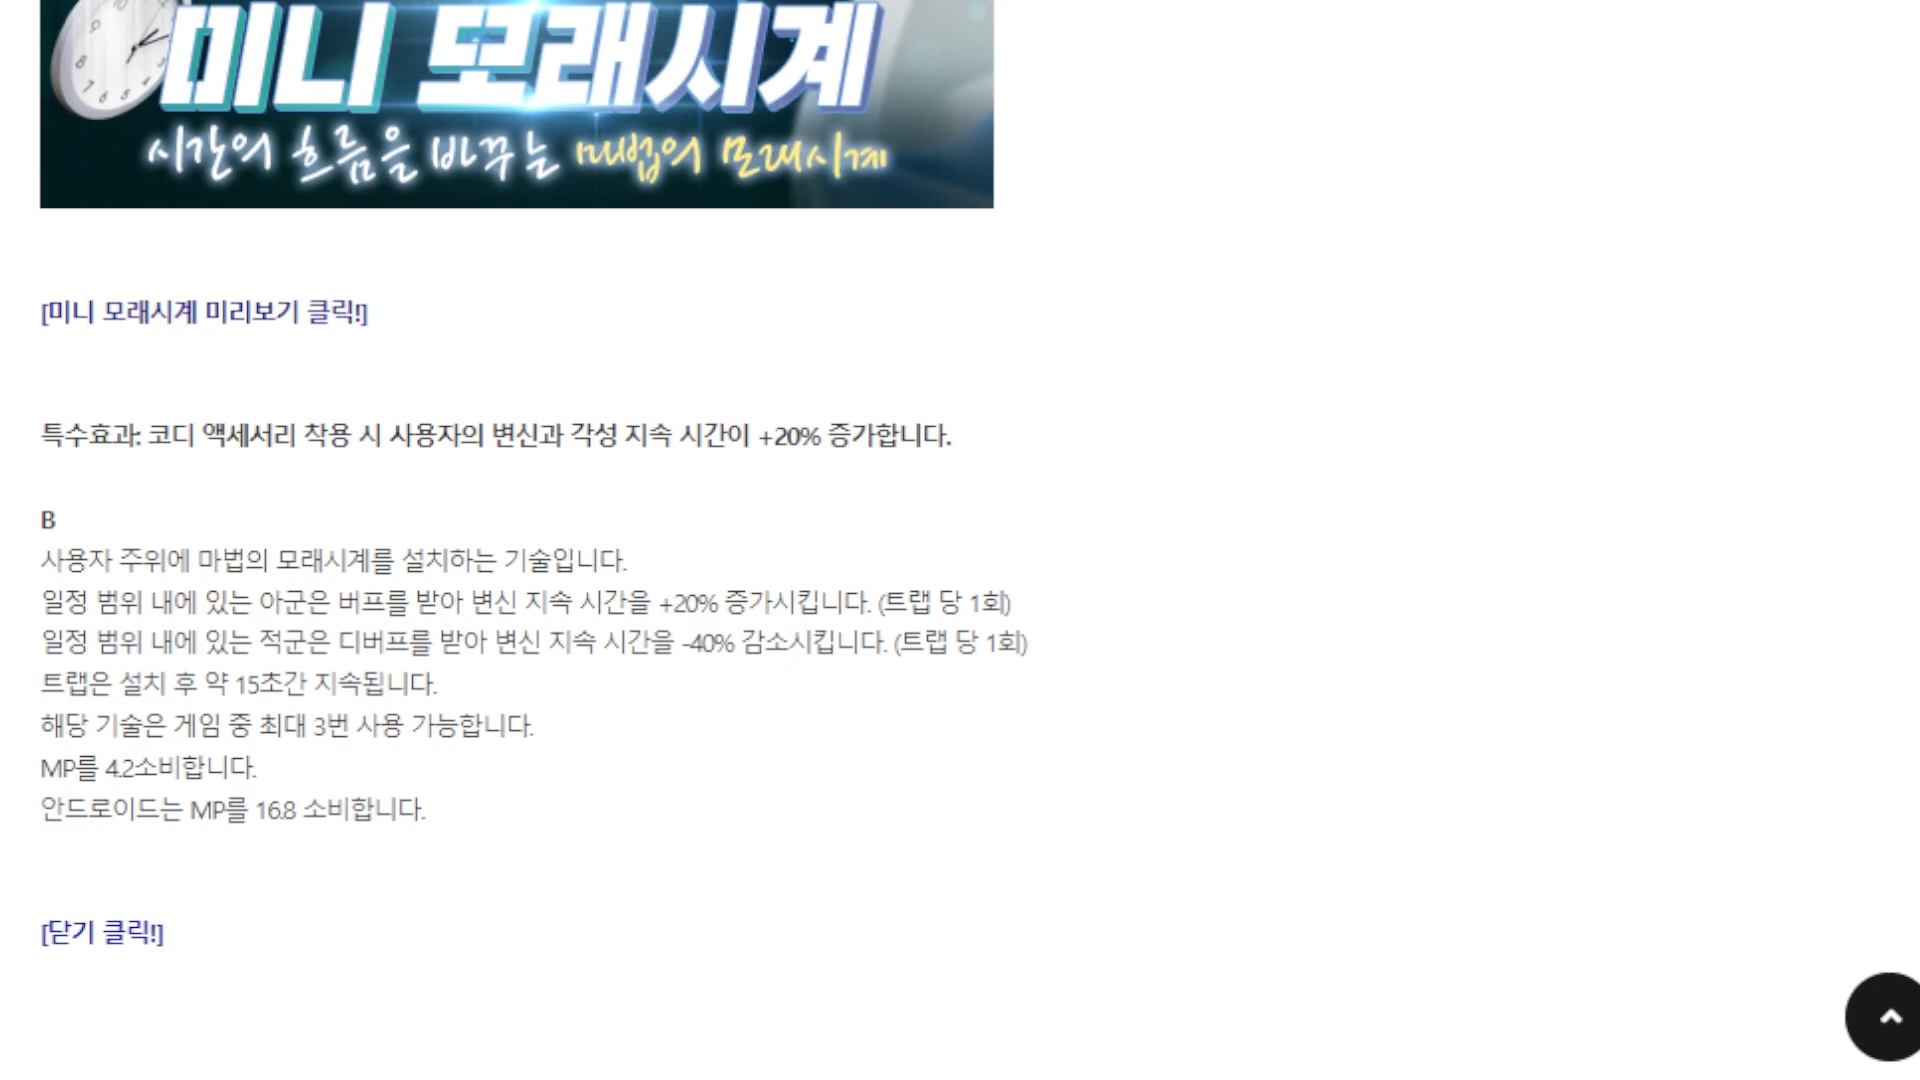 미니 모래시계
시간의 흐름을 바꾸는 마법의 모래시계
[미니 모래시계 미리보기 클릭!]
특수효과: 코디 액세서리 착용 시 사용자의 변신과 각성 지속 시간이 +20% 증가합니다.
B
사용자 주위에 마법의 모래시계를 설치하는 기술입니다.
일정 범위 내에 있는 아군은 버프를 받아 변신 지속 시간을 +20% 증가시킵니다. (트랩 당 1회)
일정 범위 내에 있는 적군은 디버프를 받아 변신 지속 시간을 -40% 감소시킵니다. (트랩 당 1회)
트랩은 설치 후 약 15초간 지속됩니다.
해당 기술은 게임 중 최대 3번 사용 가능합니다.
MP를 4.2소비합니다.
안드로이드는 MP를 16.8 소비합니다.
[닫기 클릭!]